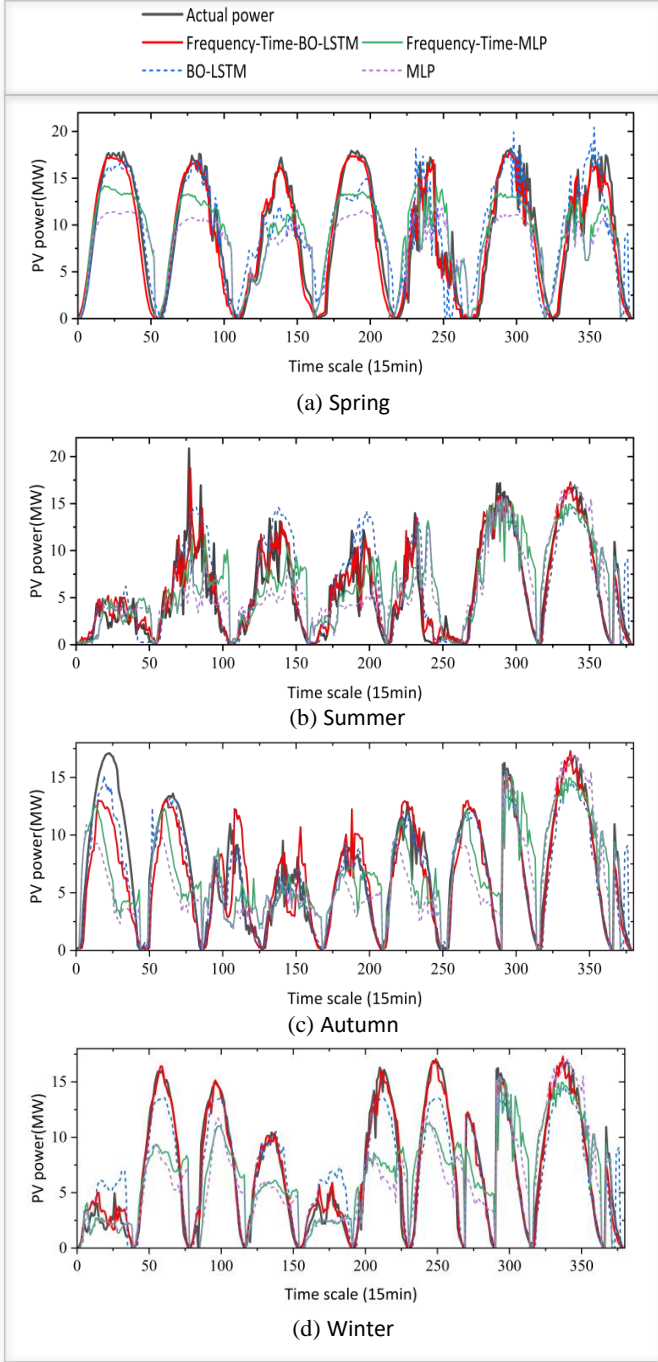 Actual power
Frequency-Time-BO-LSTM Frequency-Time-MLP
BO-LSTM MLP
20
15
10
5
0
PV power(MW)
0 50 100 150 200 250 300 350
Time scale (15min)
(a) Spring
20
15
10
5
0
PV power(MW)
0 50 100 150 200 250 300 350
Time scale (15min)
(b) Summer
15
10
5
0
PV power(MW)
0 50 100 150 200 250 300 350
Time scale (15min)
(c) Autumn
15
10
5
0
PV power(MW)
0 50 100 150 200 250 300 350
Time scale (15min)
(d) Winter